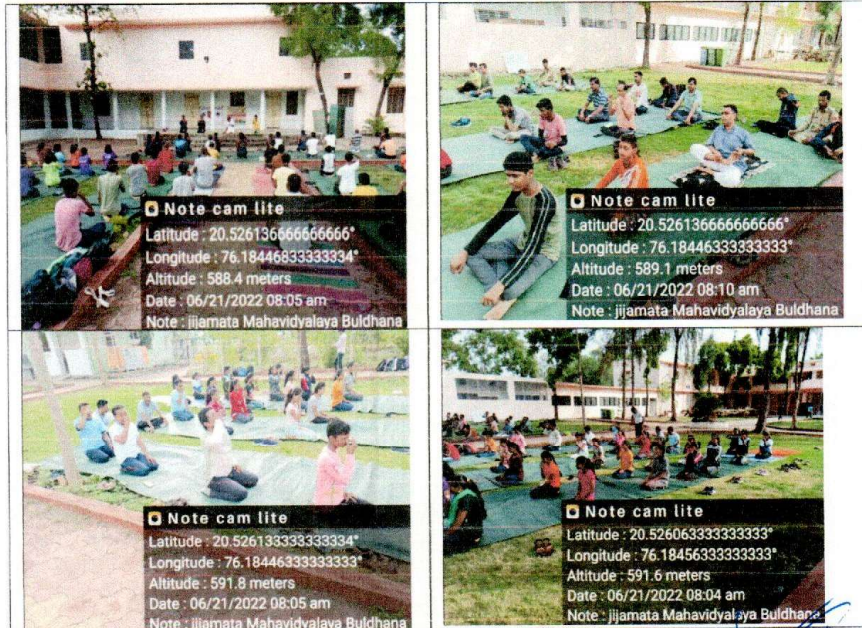 Note cam lite
Latitude : 20.526136666666666°
Longitude : 76.18446833333334°
Altitude : 588.4 meters
Date : 06/21/2022 08:05 am
Note : jijamata Mahavidyalaya Buldhana
Note cam lite
Latitude : 20.526136666666666°
Longitude : 76.18446333333333°
Altitude : 589.1 meters
Date : 06/21/2022 08:10 am
Note : jijamata Mahavidyalaya Buldhana
Note cam lite
Latitude : 20.526133333333334°
Longitude : 76.18446333333333°
Altitude : 591.8 meters
Date : 06/21/2022 08:05 am
Note : jijamata Mahavidyalaya Buldhana
Note cam lite
Latitude : 20.526063333333333°
Longitude : 76.18456333333333°
Altitude : 591.6 meters
Date : 06/21/2022 08:04 am
Note : jijamata Mahavidyalaya Buldhana